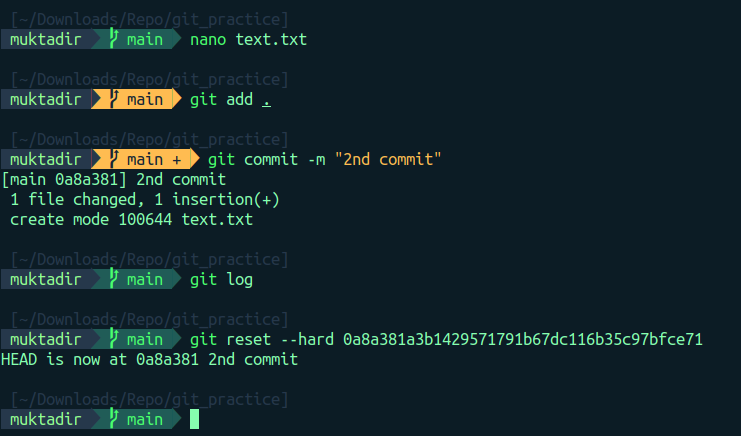 [~/Downloads/Repo/git_practice]
muktadir main nano text.txt
[~/Downloads/Repo/git_practice]
muktadir main git add .
[~/Downloads/Repo/git_practice]
muktadir main + git commit -m "2nd commit"
[main 0a8a381] 2nd commit
1 file changed, 1 insertion(+)
create mode 100644 text.txt
[~/Downloads/Repo/git_practice]
muktadir main git log
[~/Downloads/Repo/git_practice]
muktadir main git reset --hard 0a8a381a3b1429571791b67dc116b35c97bfce71
HEAD is now at 0a8a381 2nd commit
[~/Downloads/Repo/git_practice]
muktadir main